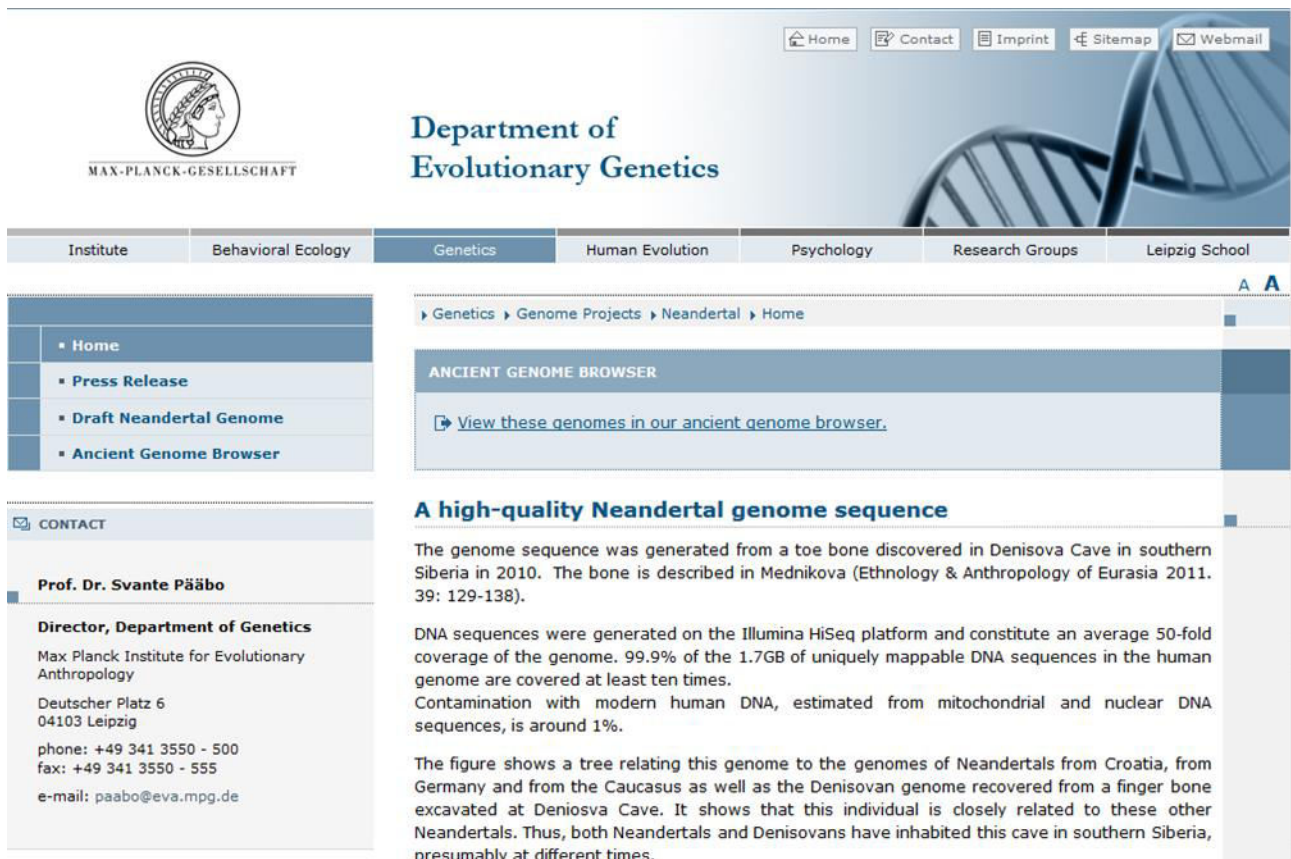 Home
Contact
Imprint
Sitemap
Webmail
MAX-PLANCK-GESELLSCHAFT
Department of
Evolutionary Genetics
Institute
Behavioral Ecology
Genetics
Human Evolution
Psychology
Research Groups
Leipzig School
A A
Genetics Genome Projects Neandertal Home
Home
Press Release
Draft Neandertal Genome
Ancient Genome Browser
CONTACT
Prof. Dr. Svante Pääbo
Director, Department of Genetics
Max Planck Institute for Evolutionary
Anthropology
Deutscher Platz 6
04103 Leipzig
phone: +49 341 3550 - 500
fax: +49 341 3550 - 555
e-mail: paabo@eva.mpg.de
ANCIENT GENOME BROWSER
View these genomes in our ancient genome browser.
A high-quality Neandertal genome sequence
The genome sequence was generated from a toe bone discovered in Denisova Cave in southern
Siberia in 2010. The bone is described in Mednikova (Ethnology & Anthropology of Eurasia 2011.
39: 129-138).
DNA sequences were generated on the Illumina HiSeq platform and constitute an average 50-fold
coverage of the genome. 99.9% of the 1.7GB of uniquely mappable DNA sequences in the human
genome are covered at least ten times.
Contamination with modern human DNA, estimated from mitochondrial and nuclear DNA
sequences, is around 1%.
The figure shows a tree relating this genome to the genomes of Neandertals from Croatia, from
Germany and from the Caucasus as well as the Denisovan genome recovered from a finger bone
excavated at Deniosva Cave. It shows that this individual is closely related to these other
Neandertals. Thus, both Neandertals and Denisovans have inhabited this cave in southern Siberia,
presumably at different times.